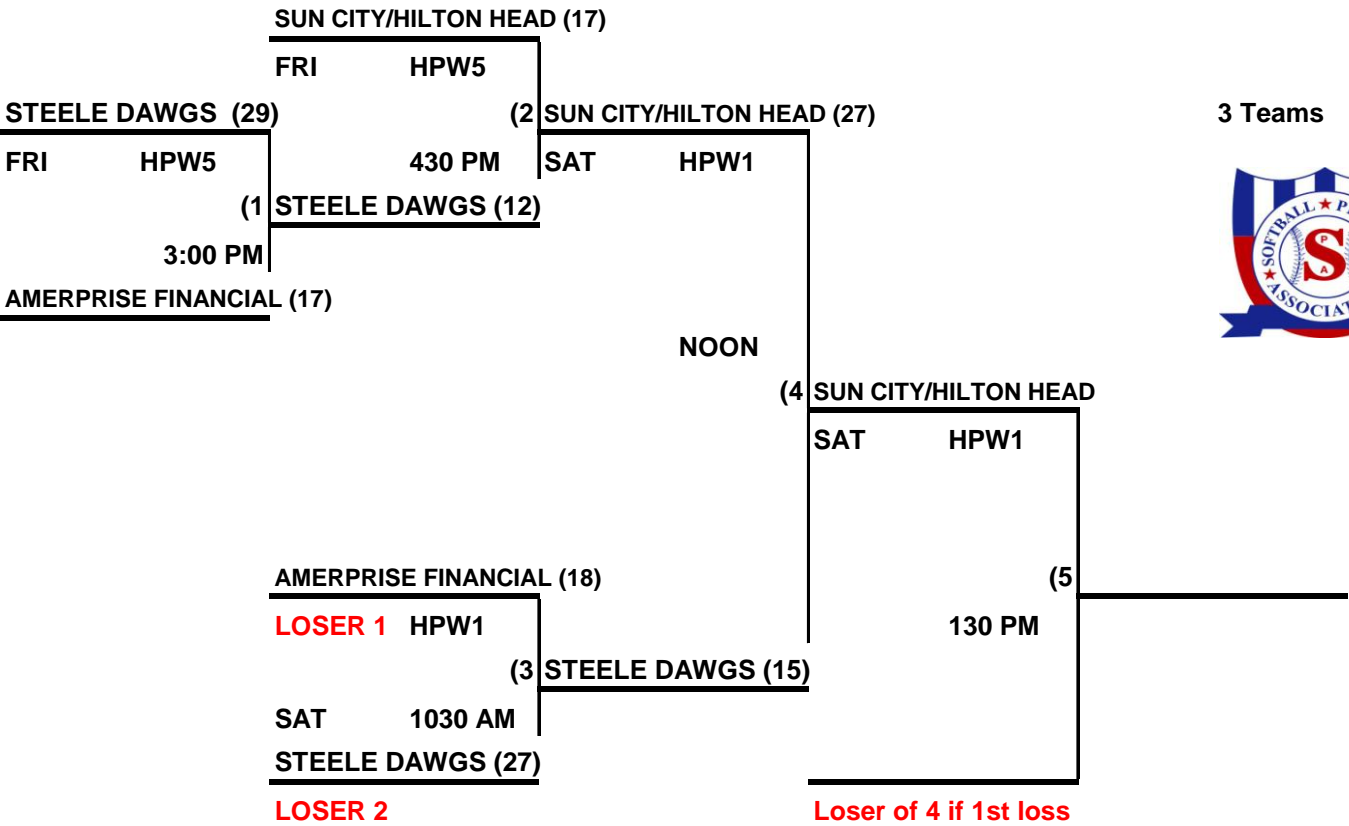 SUN CITY/HILTON HEAD (17)
FRI HPW5
STEELE DAWGS (29) (2 SUN CITY/HILTON HEAD (27) 3 Teams
FRI HPW5 430 PM SAT HPW1
(1 STEELE DAWGS (12)
3:00 PM
AMERPRISE FINANCIAL (17)
SOFTBALL
S
P
A
NOON
(4 SUN CITY/HILTON HEAD
SAT HPW1
AMERPRISE FINANCIAL (18) (5
LOSER 1 HPW1 130 PM
(3 STEELE DAWGS (15)
SAT 1030 AM
STEELE DAWGS (27)
LOSER 2 Loser of 4 if 1st loss